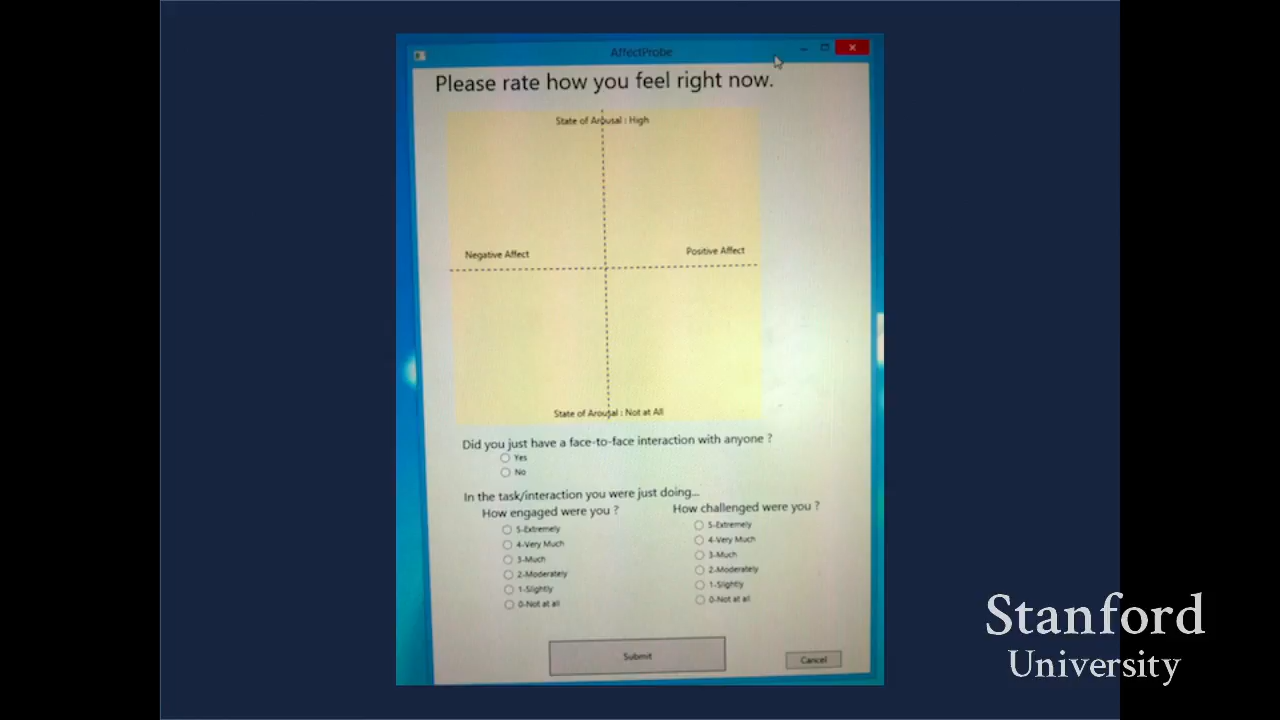 AffectProbe
Please rate how you feel right now.
State of Arousal : High
Negative Affect
Positive Affect
State of Arousal : Not at All
Did you just have a face-to-face interaction with anyone ?
Yes
No
In the task/interaction you were just doing...
How engaged were you ?
5-Extremely
4-Very Much
3-Much
2-Moderately
1-Slightly
0-Not at all
How challenged were you ?
5-Extremely
4-Very Much
3-Much
2-Moderately
1-Slightly
0-Not at all
Submit
Cancel
Stanford
University